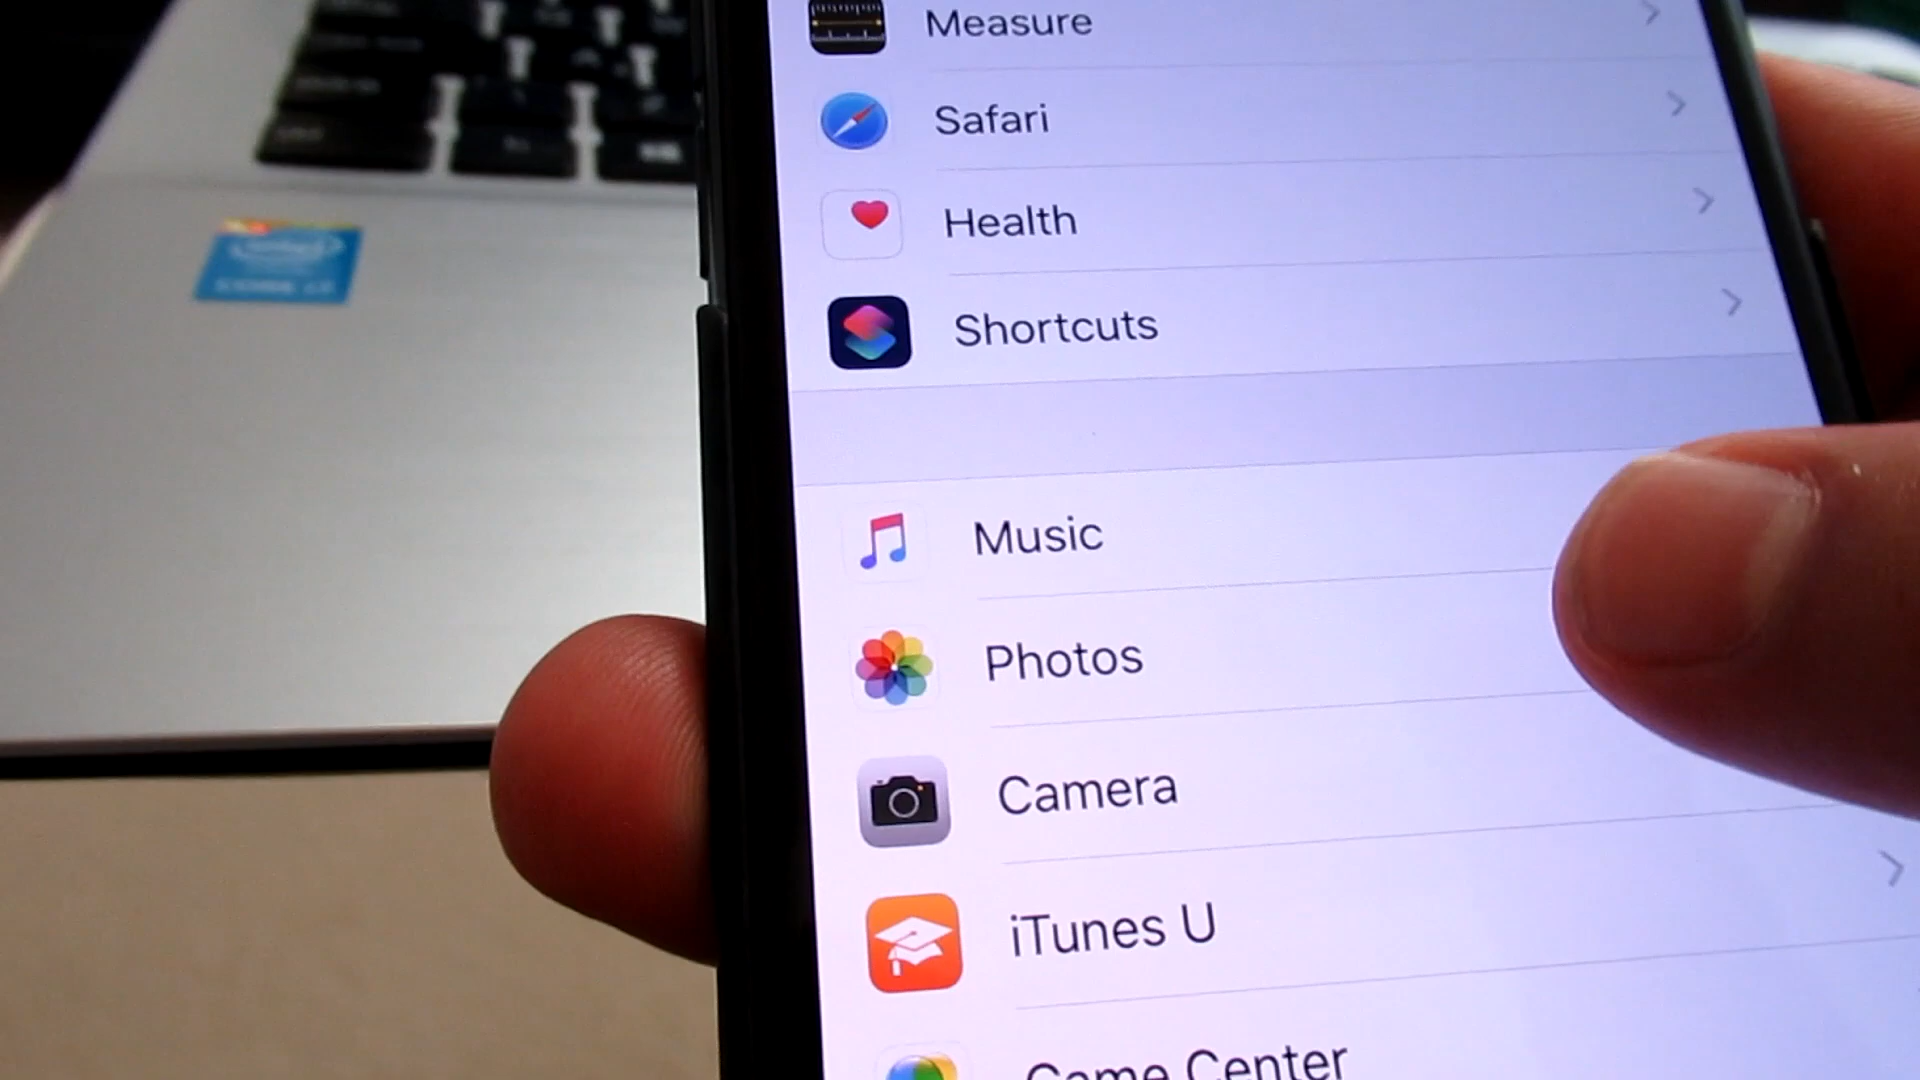 Measure
Safari
Health
Shortcuts
Music
Photos
Camera
iTunes U
Game Center